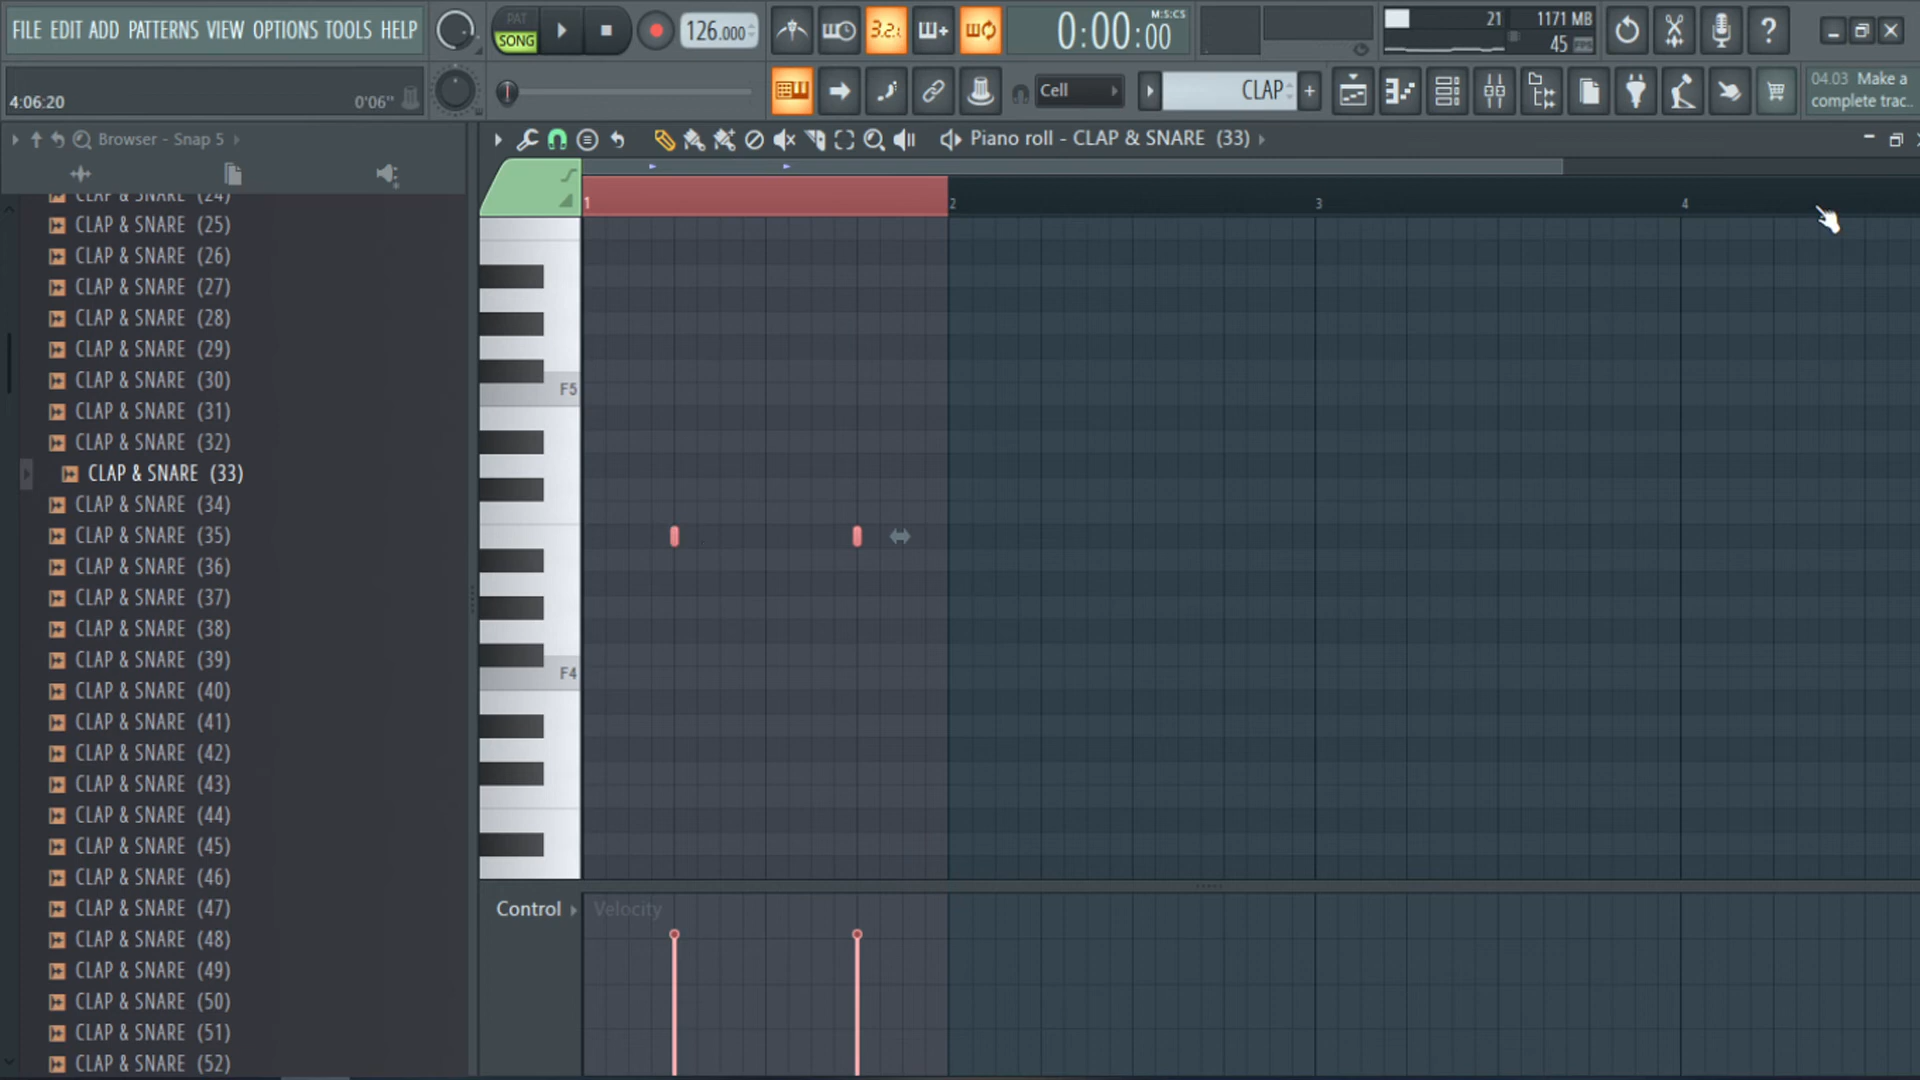 FILE EDIT ADD PATTERNS VIEW OPTIONS TOOLS HELP
PAT
SONG
126.000
3.2.
0:00:00
M:S:CS
21
1171 MB
45
4:06:20
0'06"
Cell
CLAP
+
04.03 Make a
complete trac..
Browser - Snap 5
Piano roll - CLAP & SNARE (33)
CLAP & SNARE (24)
CLAP & SNARE (25)
CLAP & SNARE (26)
CLAP & SNARE (27)
CLAP & SNARE (28)
CLAP & SNARE (29)
CLAP & SNARE (30)
CLAP & SNARE (31)
CLAP & SNARE (32)
CLAP & SNARE (33)
CLAP & SNARE (34)
CLAP & SNARE (35)
CLAP & SNARE (36)
CLAP & SNARE (37)
CLAP & SNARE (38)
CLAP & SNARE (39)
CLAP & SNARE (40)
CLAP & SNARE (41)
CLAP & SNARE (42)
CLAP & SNARE (43)
CLAP & SNARE (44)
CLAP & SNARE (45)
CLAP & SNARE (46)
CLAP & SNARE (47)
CLAP & SNARE (48)
CLAP & SNARE (49)
CLAP & SNARE (50)
CLAP & SNARE (51)
CLAP & SNARE (52)
1
2
3
4
F5
F4
Control
Velocity